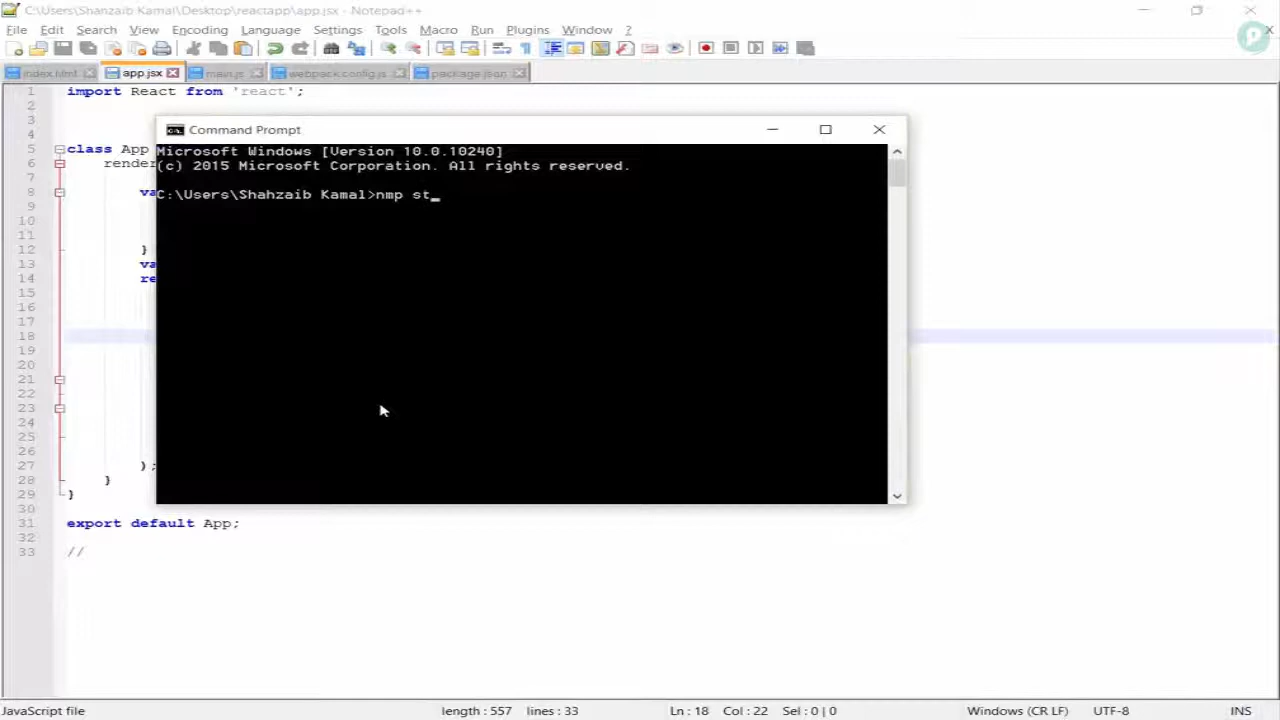 C:\Users\Shanzaib Kamal\Desktop\reactapp\app.jsx - Notepad++
File Edit Search View Encoding Language Settings Tools Macro Run Plugins Window ?
index.html app.jsx main.js webpack.config.js package.json
1 import React from 'react';
2
3
4
5 class App
6 render
7
8 va
9
10
11
12 }
13 va
14 re
15
16
17
18
19
20
21
22
23
24
25
26
27 );
28 }
29 }
30
31 export default App;
32
33 //
Command Prompt
Microsoft Windows [Version 10.0.10240]
(c) 2015 Microsoft Corporation. All rights reserved.
C:\Users\Shahzaib Kamal>nmp st_
JavaScript file length : 557 lines : 33 Ln : 18 Col : 22 Sel : 0 | 0 Windows (CR LF) UTF-8 INS